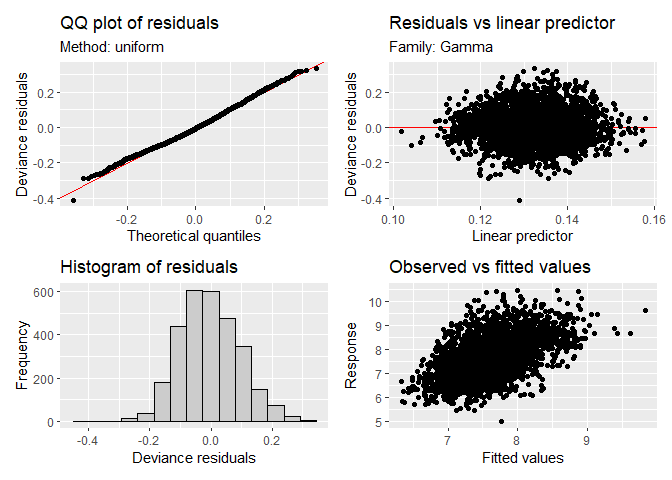 QQ plot of residuals
Method: uniform
Deviance residuals
0.2
0.0
-0.2
-0.4
-0.2
0.0
0.2
Theoretical quantiles
Residuals vs linear predictor
Family: Gamma
Deviance residuals
0.2
0.0
-0.2
-0.4
0.10
0.12
0.14
0.16
Linear predictor
Histogram of residuals
Frequency
600
400
200
0
-0.4
-0.2
0.0
0.2
Deviance residuals
Observed vs fitted values
Response
10
9
8
7
6
5
7
8
9
Fitted values